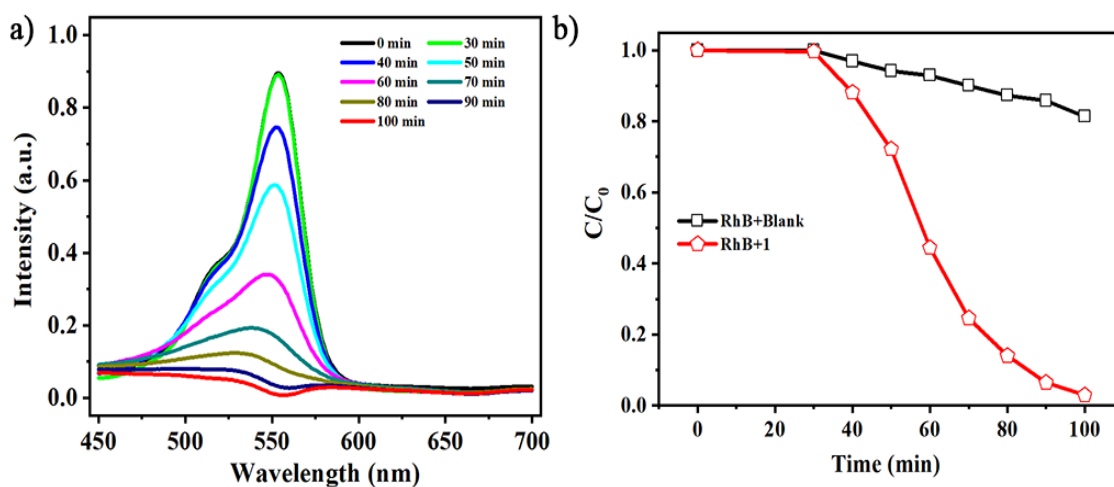 a)
Intensity (a.u.)
1.0
0.8
0.6
0.4
0.2
0.0
0 min
30 min
40 min
50 min
60 min
70 min
80 min
90 min
100 min
450 500 550 600 650 700
Wavelength (nm)
b)
C/C0
1.0
0.8
0.6
0.4
0.2
0.0
RhB+Blank
RhB+1
0 20 40 60 80 100
Time (min)